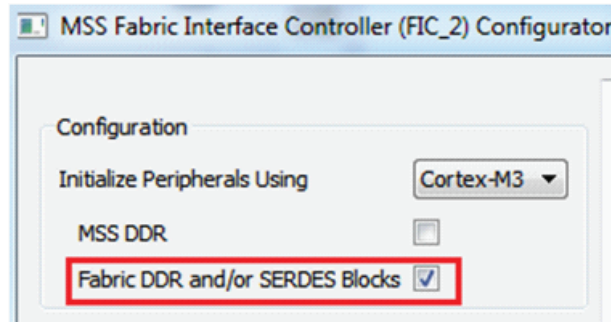 MSS Fabric Interface Controller (FIC_2) Configurator
Configuration
Initialize Peripherals Using Cortex-M3
MSS DDR
Fabric DDR and/or SERDES Blocks